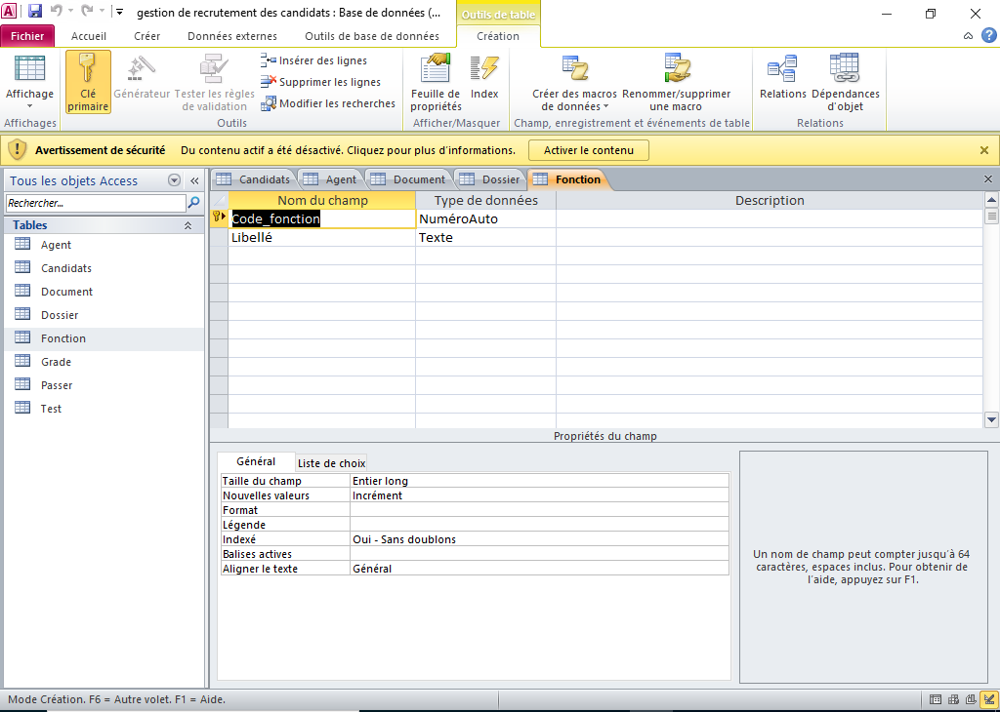 gestion de recrutement des candidats : Base de données (...
Outils de table
Fichier Accueil Créer Données externes Outils de base de données Création
Affichage
Clé primaire
Générateur
Tester les règles de validation
Insérer des lignes
Supprimer les lignes
Modifier les recherches
Feuille de propriétés
Index
Créer des macros de données
Renommer/supprimer une macro
Relations
Dépendances d'objet
Affichages Outils Afficher/Masquer Champ, enregistrement et événements de table Relations
Avertissement de sécurité Du contenu actif a été désactivé. Cliquez pour plus d'informations. Activer le contenu
Tous les objets Access
Rechercher...
Tables
Agent
Candidats
Document
Dossier
Fonction
Grade
Passer
Test
Candidats Agent Document Dossier Fonction
Nom du champ Type de données Description
Code_fonction NuméroAuto
Libellé Texte
Propriétés du champ
Général Liste de choix
Taille du champ Entier long
Nouvelles valeurs Incrément
Format
Légende
Indexé Oui - Sans doublons
Balises actives
Aligner le texte Général
Un nom de champ peut compter jusqu'à 64
caractères, espaces inclus. Pour obtenir de
l'aide, appuyez sur F1.
Mode Création. F6 = Autre volet. F1 = Aide.